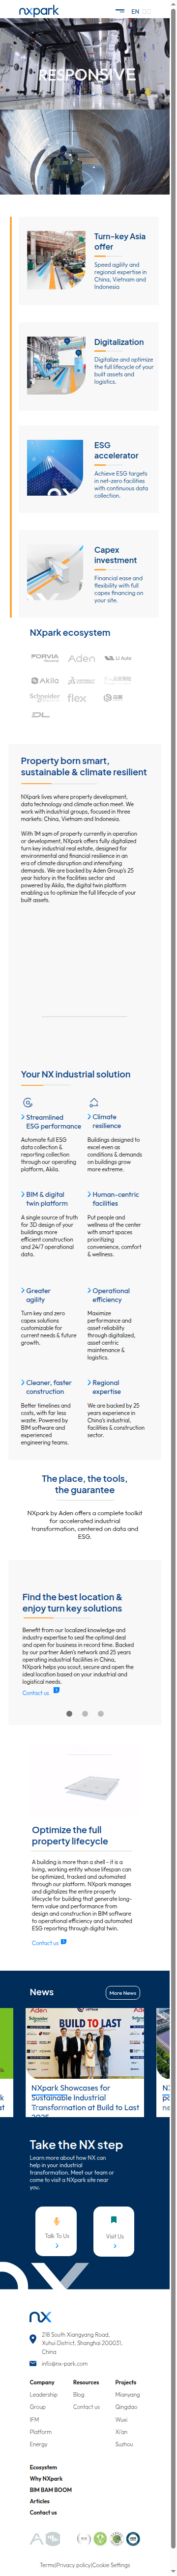 nxpark
EN
RESPONSIVE
Turn-key Asia
offer
Speed agility and
regional expertise in
China, Vietnam and
Indonesia
Digitalization
Digitalize and optimize
the full lifecycle of your
built assets and
logistics.
ESG
accelerator
Achieve ESG targets
in net-zero facilities
with continuous data
collection.
Capex
investment
Financial ease and
flexibility with full
capex financing on
your site.
NXpark ecosystem
FORVIA
Aden
Li Auto
Akila
Schneider
flex
Property born smart,
sustainable & climate resilient
NXpark lives where property development,
data technology and climate action meet. We
work with industrial groups, focused in three
markets: China, Vietnam and Indonesia.
With 1M sqm of property currently in operation
or development, NXpark offers fully digitalized
turn key industrial real estate, designed for
environmental and financial resilience in an
era of climate disruption and intensifying
demands. We are backed by Aden Group's 25
year history in the facilities sector and
powered by Akila, the digital twin platform
enabling us to optimize the full lifecycle of your
built assets.
Your NX industrial solution
Streamlined
ESG performance
Automate full ESG
data collection &
reporting collection
through our operating
platform, Akila.
Climate
resilience
Buildings designed to
excel even as
conditions & demands
on buildings grow
more extreme.
BIM & digital
twin platform
A single source of truth
for 3D design of your
buildings more
efficient construction
and 24/7 operational
data.
Human-centric
facilities
Put people and
wellness at the center
with smart spaces
prioritizing
convenience, comfort
& wellness.
Greater
agility
Turn key and zero
capex solutions
customizable for
current needs & future
growth.
Operational
efficiency
Maximize
performance and
asset reliability
through digitalized,
asset centric
maintenance &
logistics.
Cleaner, faster
construction
Better timelines and
costs, with far less
waste. Powered by
BIM software and
experienced
engineering teams.
Regional
expertise
We are backed by 25
years experience in
China's industrial,
facilities & construction
sector.
The place, the tools,
the guarantee
NXpark by Aden offers a complete toolkit
for accelerated industrial
transformation, centered on data and
ESG.
Find the best location &
enjoy turn key solutions
Benefit from our localized knowledge and
industry expertise to seal the optimal deal
and open for business in record time. Backed
by our partner Aden's network and 25 years
operating industrial facilities in China,
NXpark helps you scout, secure and open the
ideal location based on your industrial and
logistical needs.
Contact us
Optimize the full
property lifecycle
A building is more than a shell – it is a
living, working entity whose lifespan can
be optimized, tracked and automated
through our platform. NXpark manages
and digitalizes the entire property
lifecycle of building that generate long-
term value and performance from
design and construction in BIM software
to operational efficiency and automated
ESG reporting through digital twin.
Contact us
News
More News
Aden
BUILD TO LAST
NXpark Showcases for
Sustainable Industrial
Transformation at Build to Last
2025
Take the NX step
Learn more about how NX can
help in your industrial
transformation. Meet our team or
come to visit a NXpark site near
you.
Talk To Us
Visit Us
nx
218 South Xiangyang Road,
Xuhui District. Shanghai 200031.
China
info@nx-park.com
Company
Resources
Projects
Leadership
Blog
Mianyang
Group
Contact us
Qingdao
IFM
Wuxi
Platform
Xi'an
Energy
Suzhou
Ecosystem
Why NXpark
BIM BAM BOOM
Articles
Contact us
Terms|Privacy policy|Cookie Settings